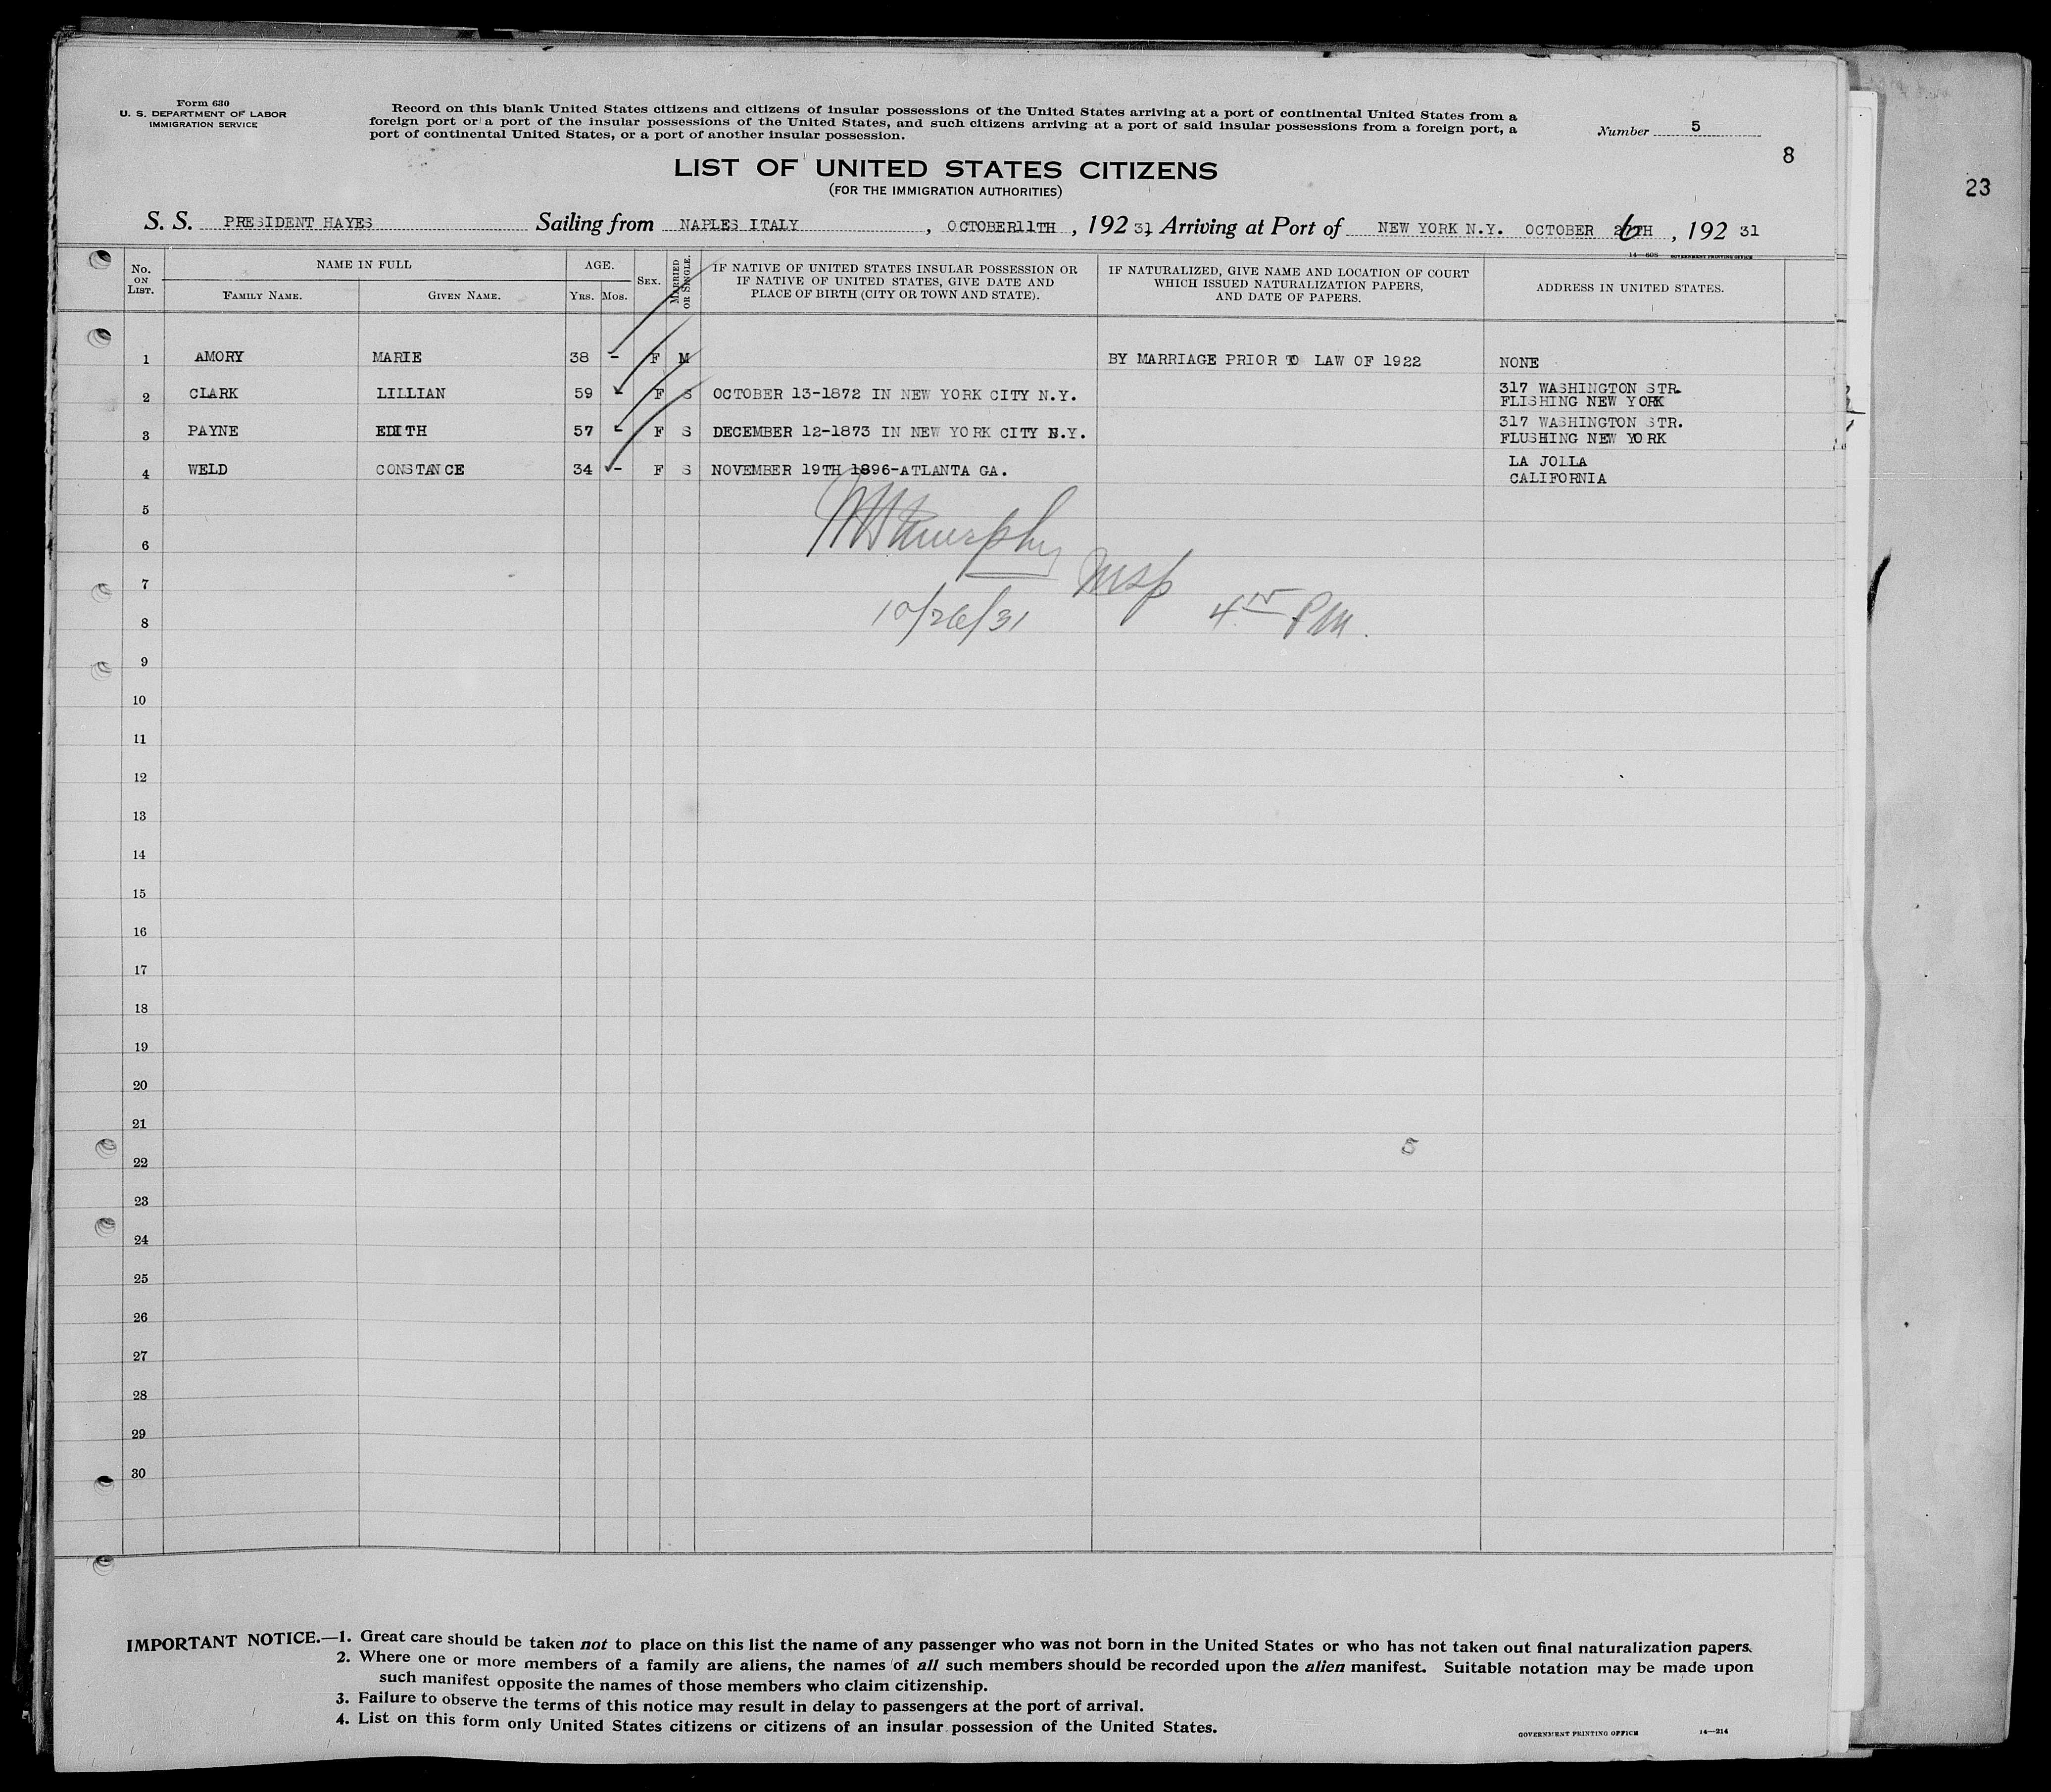 Form 630
U. S. DEPARTMENT OF LABOR
IMMIGRATION SERVICE
Record on this blank United States citizens and citizens of insular possessions of the United States arriving at a port of continental United States from a
foreign port or a port of the insular possessions of the United States, and such citizens arriving at a port of said insular possessions from a foreign port, a
port of continental United States, or a port of another insular possession.
Number 5
8
23
LIST OF UNITED STATES CITIZENS
(FOR THE IMMIGRATION AUTHORITIES)
S. S. PRESIDENT HAYES Sailing from NAPLES ITALY , OCTOBER11TH , 192 31, Arriving at Port of NEW YORK N.Y. OCTOBER 26TH , 192 31
14—608 GOVERNMENT PRINTING OFFICE
No. ON LIST. NAME IN FULL AGE. SEX. MARRIED OR SINGLE. IF NATIVE OF UNITED STATES INSULAR POSSESSION OR IF NATIVE OF UNITED STATES, GIVE DATE AND PLACE OF BIRTH (CITY OR TOWN AND STATE). IF NATURALIZED, GIVE NAME AND LOCATION OF COURT WHICH ISSUED NATURALIZATION PAPERS, AND DATE OF PAPERS. ADDRESS IN UNITED STATES.
FAMILY NAME. GIVEN NAME. YRS. MOS.
1 AMORY MARIE 38 - F M BY MARRIAGE PRIOR TO LAW OF 1922 NONE
2 CLARK LILLIAN 59 - F S OCTOBER 13-1872 IN NEW YORK CITY N.Y. 317 WASHINGTON STR.
FLISHING NEW YORK
3 PAYNE EDITH 57 - F S DECEMBER 12-1873 IN NEW YORK CITY N.Y. 317 WASHINGTON STR.
FLUSHING NEW YORK
4 WELD CONSTANCE 34 - F S NOVEMBER 19TH 1896-ATLANTA GA. LA JOLLA
CALIFORNIA
5
6 Murphy
7 Insp
8 10/26/31 4 PM.
9
10
11
12
13
14
15
16
17
18
19
20
21
5
22
23
24
25
26
27
28
29
30
IMPORTANT NOTICE.—1. Great care should be taken not to place on this list the name of any passenger who was not born in the United States or who has not taken out final naturalization papers.
2. Where one or more members of a family are aliens, the names of all such members should be recorded upon the alien manifest. Suitable notation may be made upon
such manifest opposite the names of those members who claim citizenship.
3. Failure to observe the terms of this notice may result in delay to passengers at the port of arrival.
4. List on this form only United States citizens or citizens of an insular possession of the United States.
GOVERNMENT PRINTING OFFICE 14—214